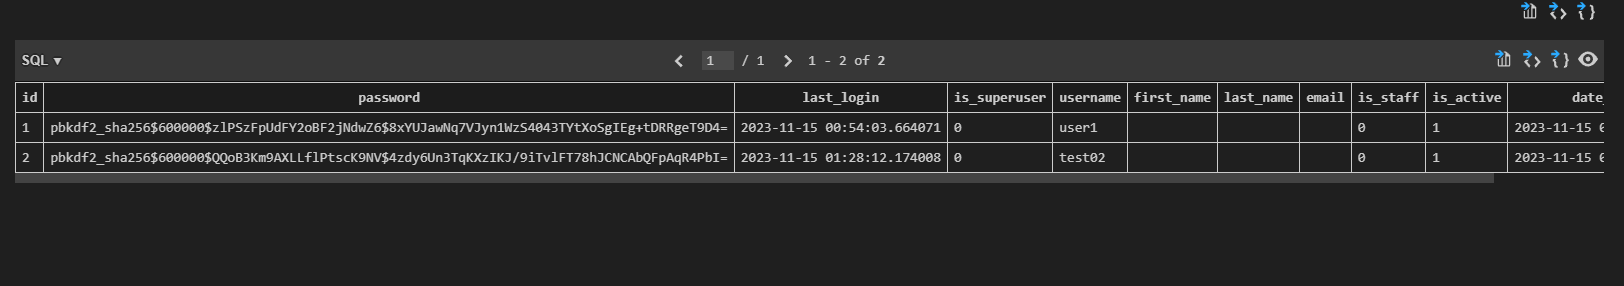 SQL ▼ 1 / 1 1 - 2 of 2
id password last_login is_superuser username first_name last_name email is_staff is_active date_
1 pbkdf2_sha256$600000$zlPSzFpUdFY2oBF2jNdwZ6$8xYUJawNq7VJyn1WzS4043TYtXoSgIEg+tDRRgeT9D4= 2023-11-15 00:54:03.664071 0 user1 0 1 2023-11-15 0
2 pbkdf2_sha256$600000$QQoB3Km9AXLLflPtscK9NV$4zdy6Un3TqKXzIKJ/9iTvlFT78hJCNCAbQFpAqR4PbI= 2023-11-15 01:28:12.174008 0 test02 0 1 2023-11-15 0